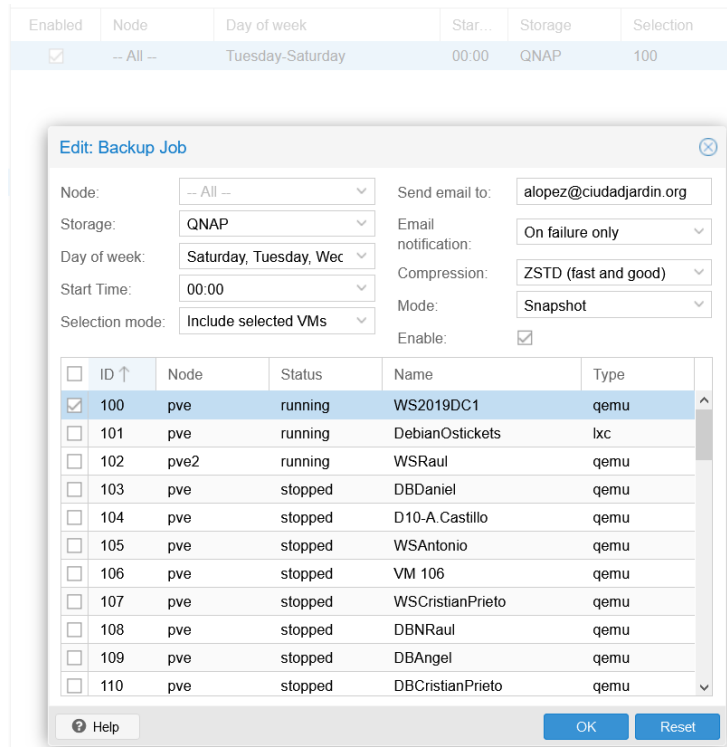 Enabled Node Day of week Star... Storage Selection
-- All -- Tuesday-Saturday 00:00 QNAP 100
Edit: Backup Job
Node: -- All --
Storage: QNAP
Day of week: Saturday, Tuesday, Wec
Start Time: 00:00
Selection mode: Include selected VMs
Send email to: alopez@ciudadjardin.org
Email notification: On failure only
Compression: ZSTD (fast and good)
Mode: Snapshot
Enable:
ID ↑ Node Status Name Type
100 pve running WS2019DC1 qemu
101 pve running DebianOstickets lxc
102 pve2 running WSRaul qemu
103 pve stopped DBDaniel qemu
104 pve stopped D10-A.Castillo qemu
105 pve stopped WSAntonio qemu
106 pve stopped VM 106 qemu
107 pve stopped WSCristianPrieto qemu
108 pve stopped DBNRaul qemu
109 pve stopped DBAngel qemu
110 pve stopped DBCristianPrieto qemu
? Help OK Reset